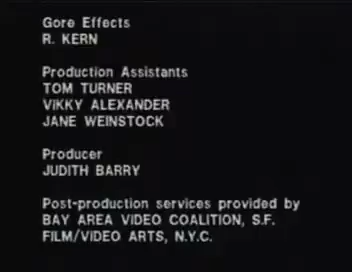 Gore Effects
R. KERN
Production Assistants
TOM TURNER
VIKKY ALEXANDER
JANE WEINSTOCK
Producer
JUDITH BARRY
Post-production services provided by
BAY AREA VIDEO COALITION, S.F.
FILM/VIDEO ARTS, N.Y.C.